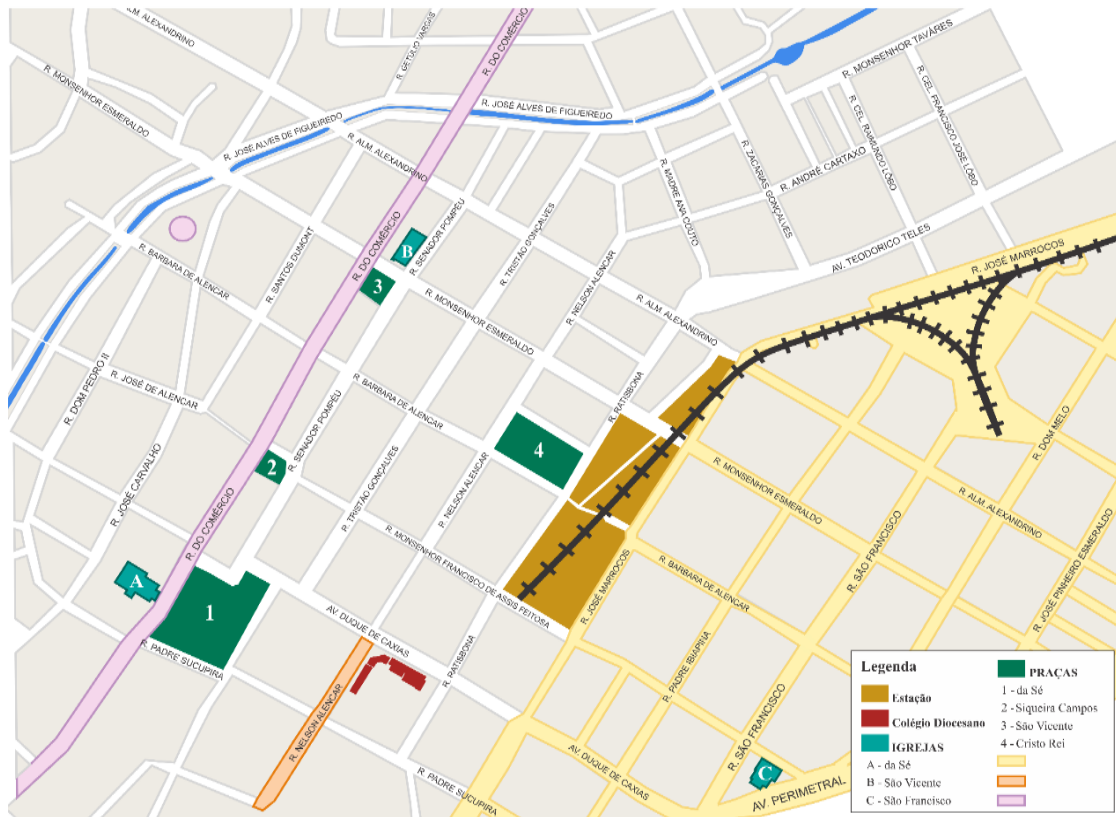 R. ALM. ALEXANDRINO
R. GETÚLIO VARGAS
R. DO COMÉRCIO
R. MONSENHOR TAVÁRES
R. MONSENHOR ESMERALDO
R. JOSÉ ALVES DE FIGUEIREDO
R. JOSÉ ALVES DE FIGUEIREDO
R. CEL. RAIMUNDO LÓBO
R. CEL. FRANCISCO JOSÉ LÓBO
R. ALM. ALEXANDRINO
R. ZACARIAS GONÇALVES
R. MADRE ANA COUTO
R. ANDRÉ CARTAXO
R. DO COMÉRCIO
B
R. SENADOR POMPÉU
R. TRISTÃO GONÇALVES
R. SANTOS DUMONT
R. BARBARA DE ALENCAR
AV. TEODORICO TELES
R. JOSÉ MARROCOS
3
R. NELSON ALENCAR
R. MONSENHOR ESMERALDO
R. ALM. ALEXANDRINO
R. DOM PEDRO II
R. JOSÉ DE ALENCAR
R. BARBARA DE ALENCAR
R. RATISBONA
R. SENADOR POMPÉU
4
R. DOM MELO
2
R. MONSENHOR ESMERALDO
R. JOSÉ CARVALHO
P. TRISTÃO GONÇALVES
P. NELSON ALENCAR
R. ALM. ALEXANDRINO
R. DO COMÉRCIO
R. MONSENHOR FRANCISCO DE ASSIS FEITOSA
R. SÃO FRANCISCO
A
1
R. JOSÉ MARROCOS
R. BARBARA DE ALENCAR
R. JOSÉ PINHEIRO ESMERALDO
AV. DUQUE DE CAXIAS
R. PADRE SUCUPIRA
R. RATISBONA
R. PADRE IBIAPINA
R. NELSON ALENCAR
R. SÃO FRANCISCO
AV. DUQUE DE CAXIAS
R. PADRE SUCUPIRA
C
AV. PERIMETRAL
Legenda
Estação
Colégio Diocesano
IGREJAS
A - da Sé
B - São Vicente
C - São Francisco
PRAÇAS
1 - da Sé
2 - Siqueira Campos
3 - São Vicente
4 - Cristo Rei